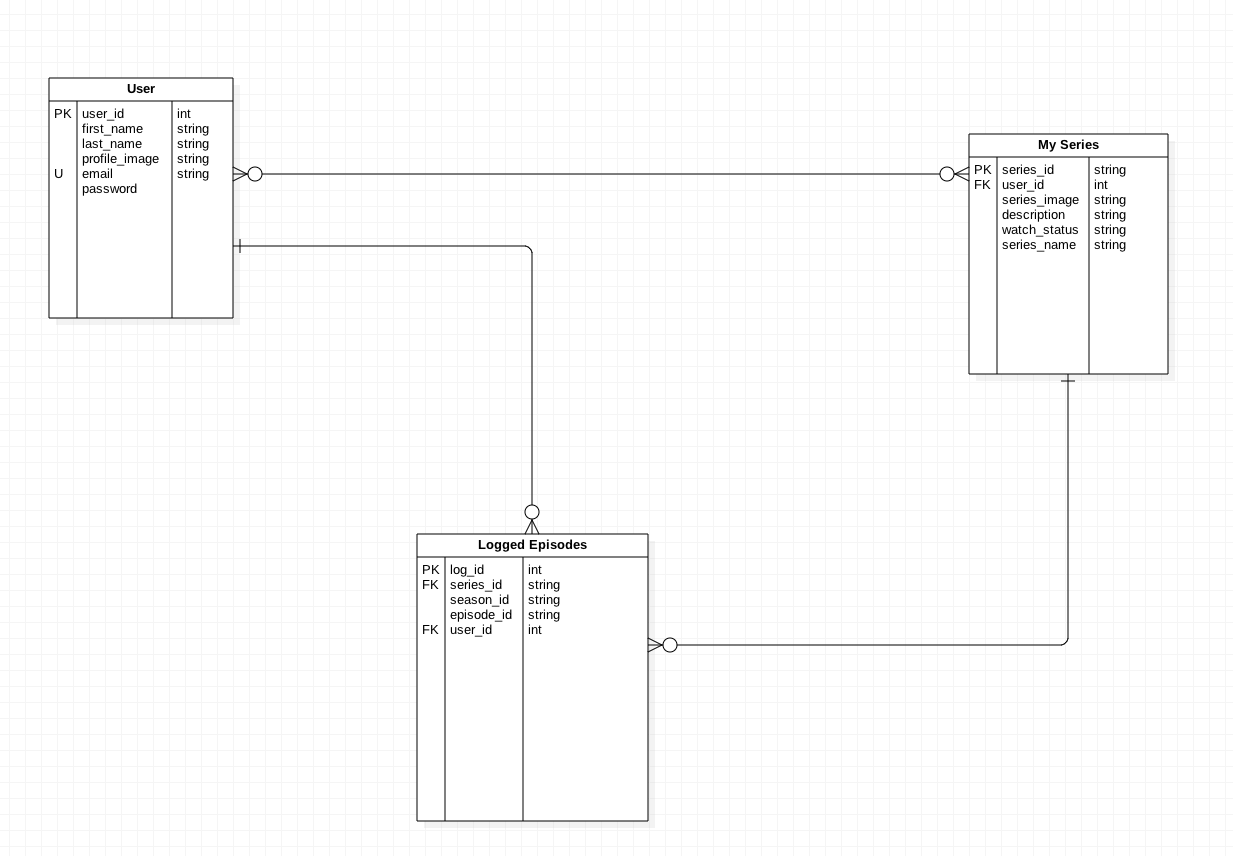 User
PK user_id int
first_name string
last_name string
profile_image string
U email string
password
My Series
PK series_id string
FK user_id int
series_image string
description string
watch_status string
series_name string
Logged Episodes
PK log_id int
FK series_id string
season_id string
episode_id string
FK user_id int